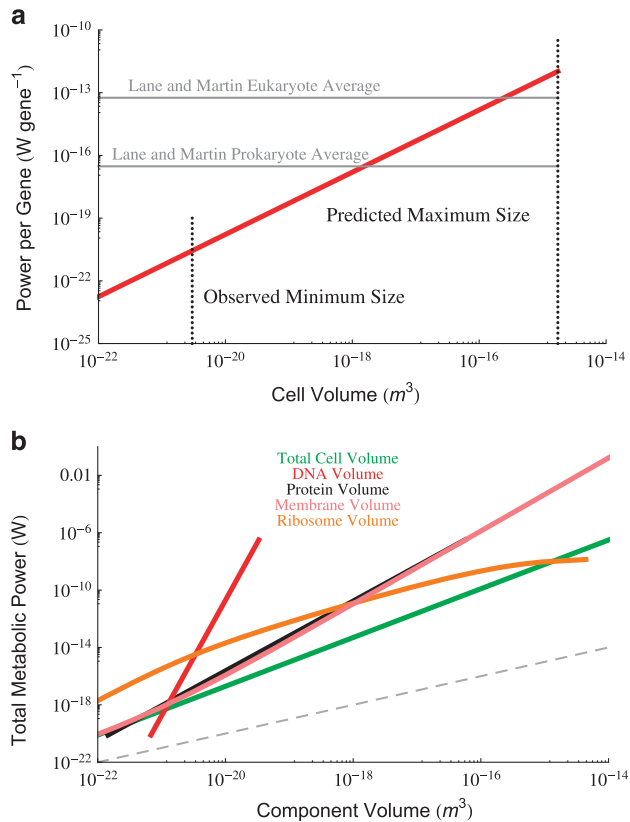 a
Power per Gene (W gene⁻¹)
10⁻¹⁰
10⁻¹³
10⁻¹⁶
10⁻¹⁹
10⁻²²
10⁻²⁵
Lane and Martin Eukaryote Average
Lane and Martin Prokaryote Average
Predicted Maximum Size
Observed Minimum Size
10⁻²² 10⁻²⁰ 10⁻¹⁸ 10⁻¹⁶ 10⁻¹⁴
Cell Volume (m³)
b
Total Metabolic Power (W)
0.01
10⁻⁶
10⁻¹⁰
10⁻¹⁴
10⁻¹⁸
10⁻²²
Total Cell Volume
DNA Volume
Protein Volume
Membrane Volume
Ribosome Volume
10⁻²² 10⁻²⁰ 10⁻¹⁸ 10⁻¹⁶ 10⁻¹⁴
Component Volume (m³)